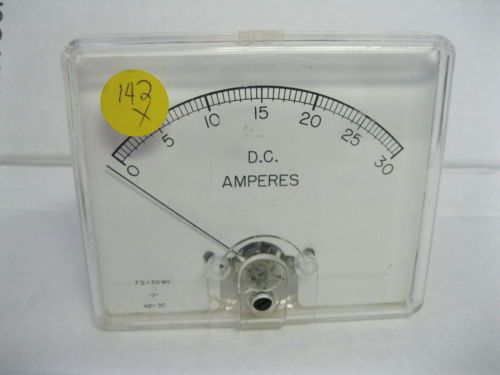 142
X
0 5 10 15 20 25 30
D.C.
AMPERES
F.S. = 50 MV